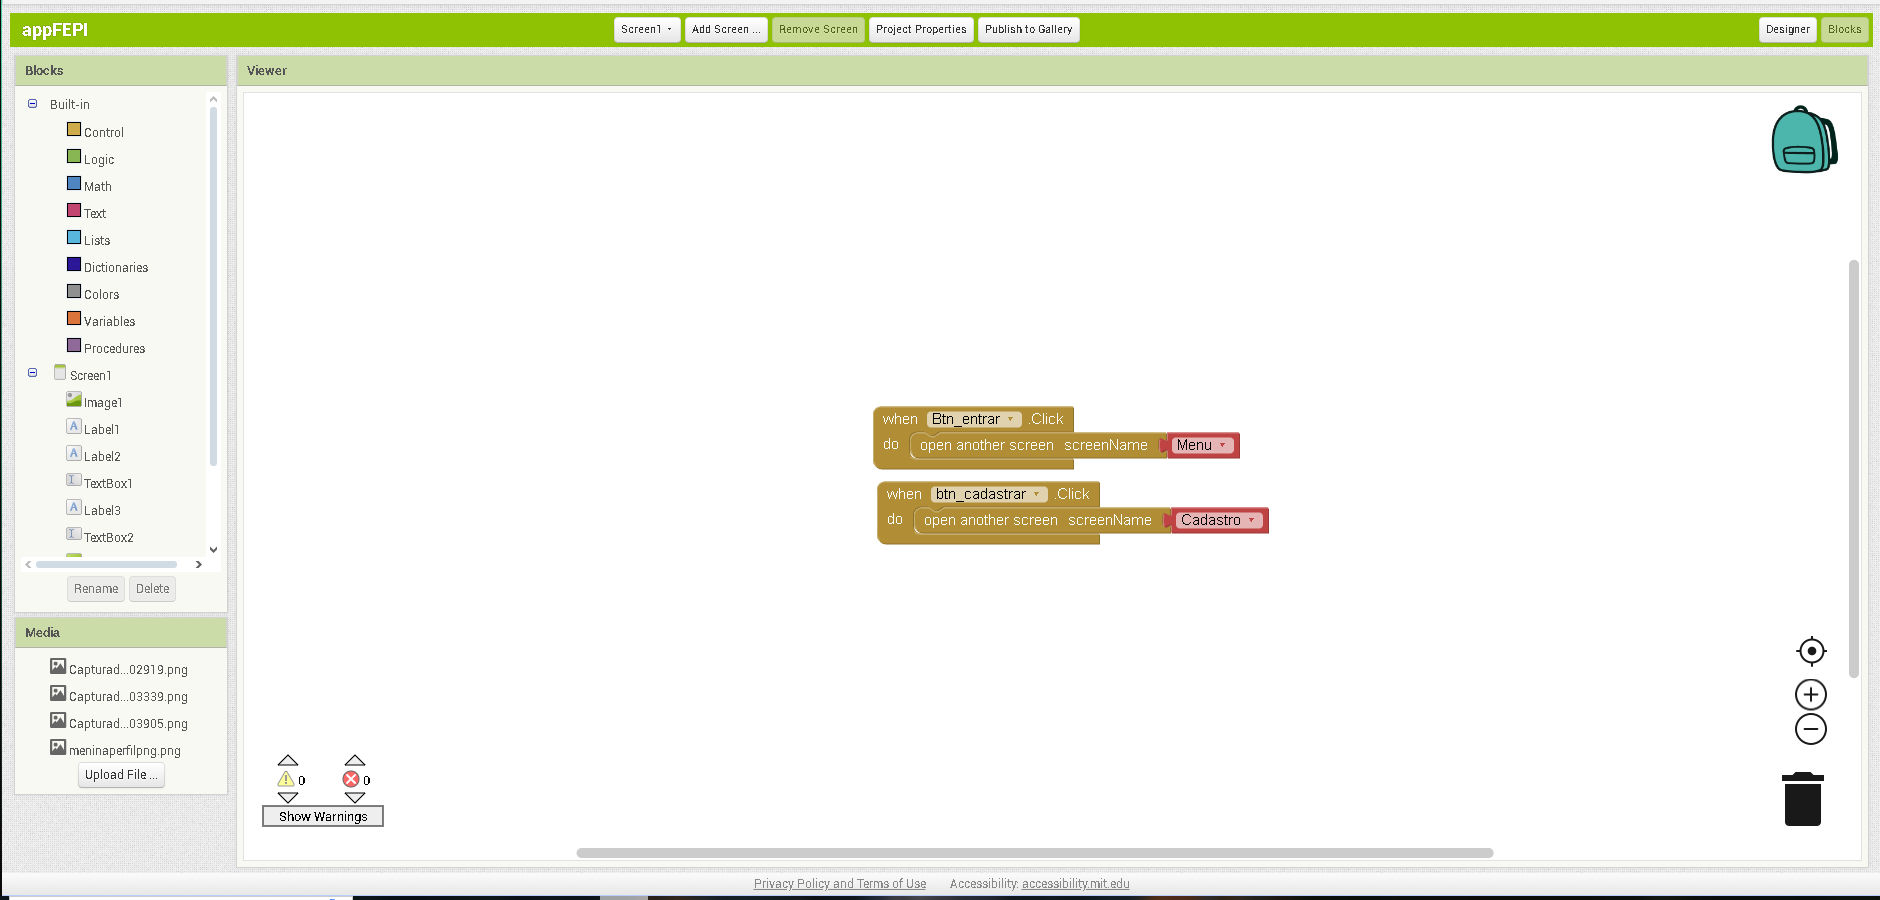 appFEPI
Screen1
Add Screen ...
Remove Screen
Project Properties
Publish to Gallery
Designer
Blocks
Blocks
Built-in
Control
Logic
Math
Text
Lists
Dictionaries
Colors
Variables
Procedures
Screen1
Image1
Label1
Label2
TextBox1
Label3
TextBox2
Rename
Delete
Media
Capturad...02919.png
Capturad...03339.png
Capturad...03905.png
meninaperfilpng.png
Upload File ...
Viewer
when Btn_entrar .Click
do open another screen screenName Menu
when btn_cadastrar .Click
do open another screen screenName Cadastro
0 0
Show Warnings
Privacy Policy and Terms of Use Accessibility: accessibility.mit.edu